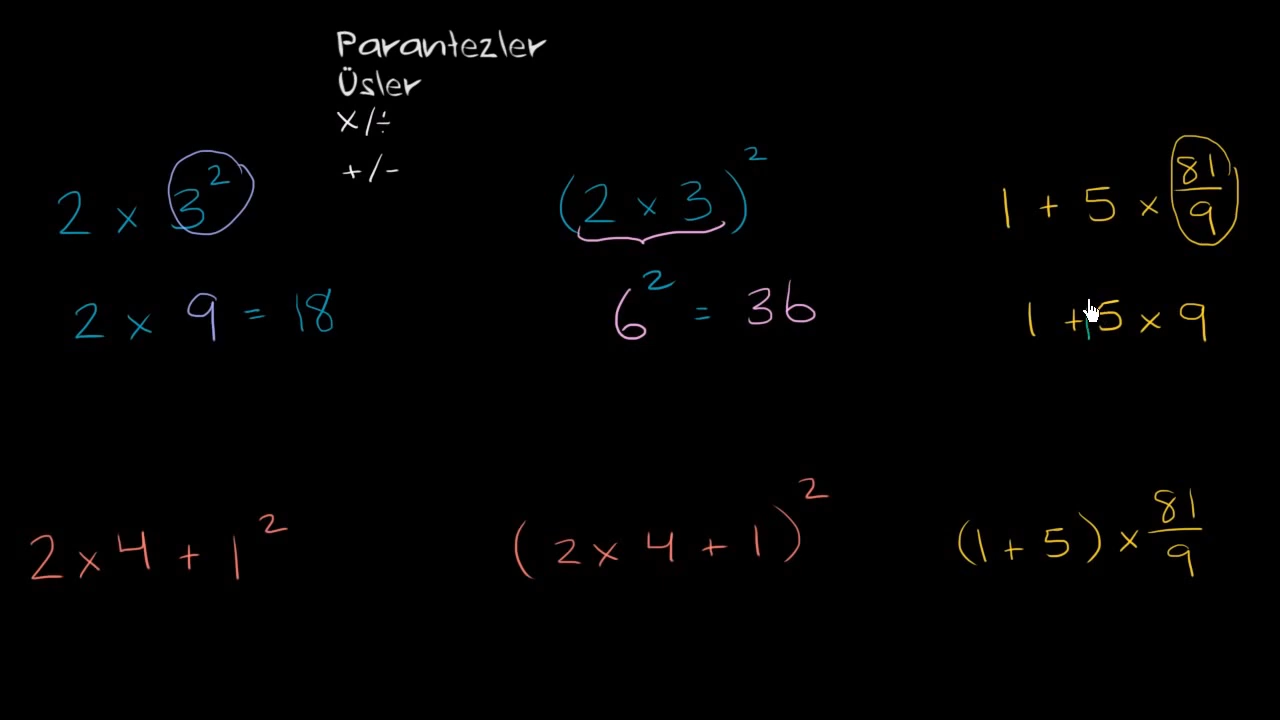 Parantezler
Üsler
x/÷
+/-
2 x 3²
2 x 9 = 18
(2 x 3)²
6² = 36
1 + 5 x 81/9
1 + 5 x 9
2 x 4 + 1²
(2 x 4 + 1)²
(1 + 5) x 81/9